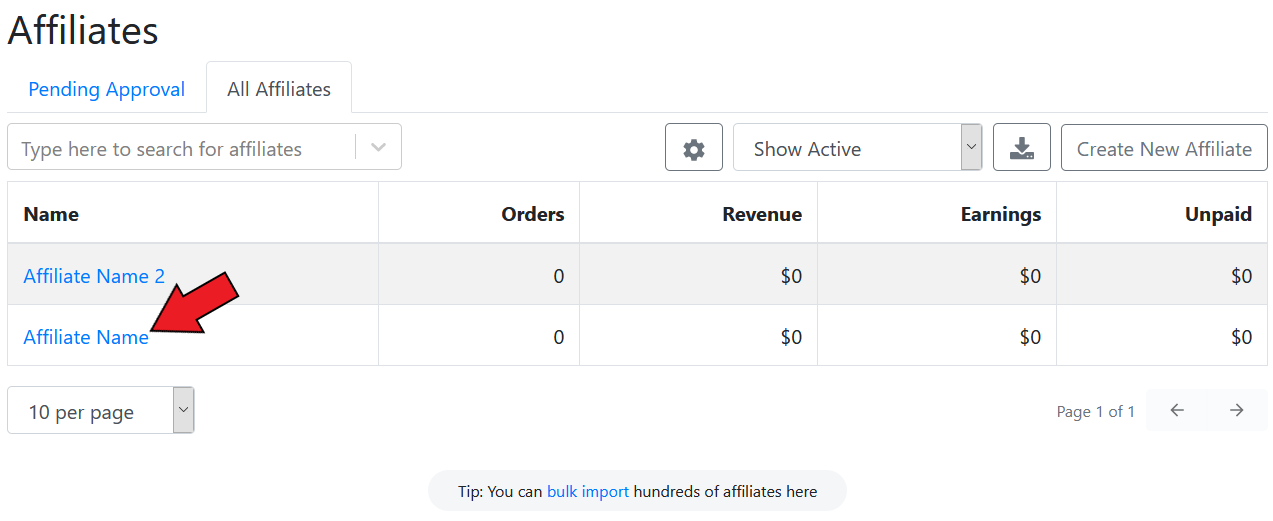 Affiliates
Pending Approval All Affiliates
Type here to search for affiliates Show Active Create New Affiliate
Name Orders Revenue Earnings Unpaid
Affiliate Name 2 0 $0 $0 $0
Affiliate Name 0 $0 $0 $0
10 per page Page 1 of 1
Tip: You can bulk import hundreds of affiliates here